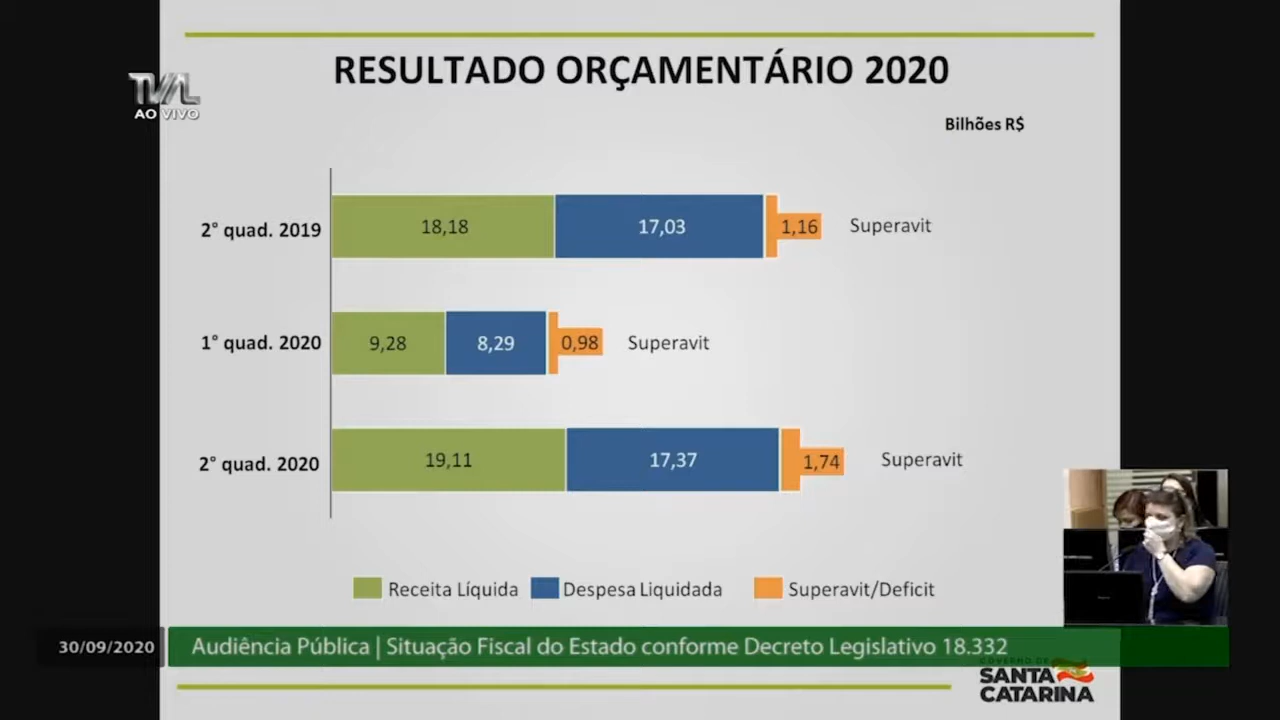 RESULTADO ORÇAMENTÁRIO 2020
TVAL
AO VIVO
Bilhões R$
2° quad. 2019
18,18
17,03
1,16
Superavit
1° quad. 2020
9,28
8,29
0,98
Superavit
2° quad. 2020
19,11
17,37
1,74
Superavit
Receita Líquida
Despesa Liquidada
Superavit/Deficit
30/09/2020
Audiência Pública | Situação Fiscal do Estado conforme Decreto Legislativo 18.332
GOVERNO DE
SANTA
CATARINA